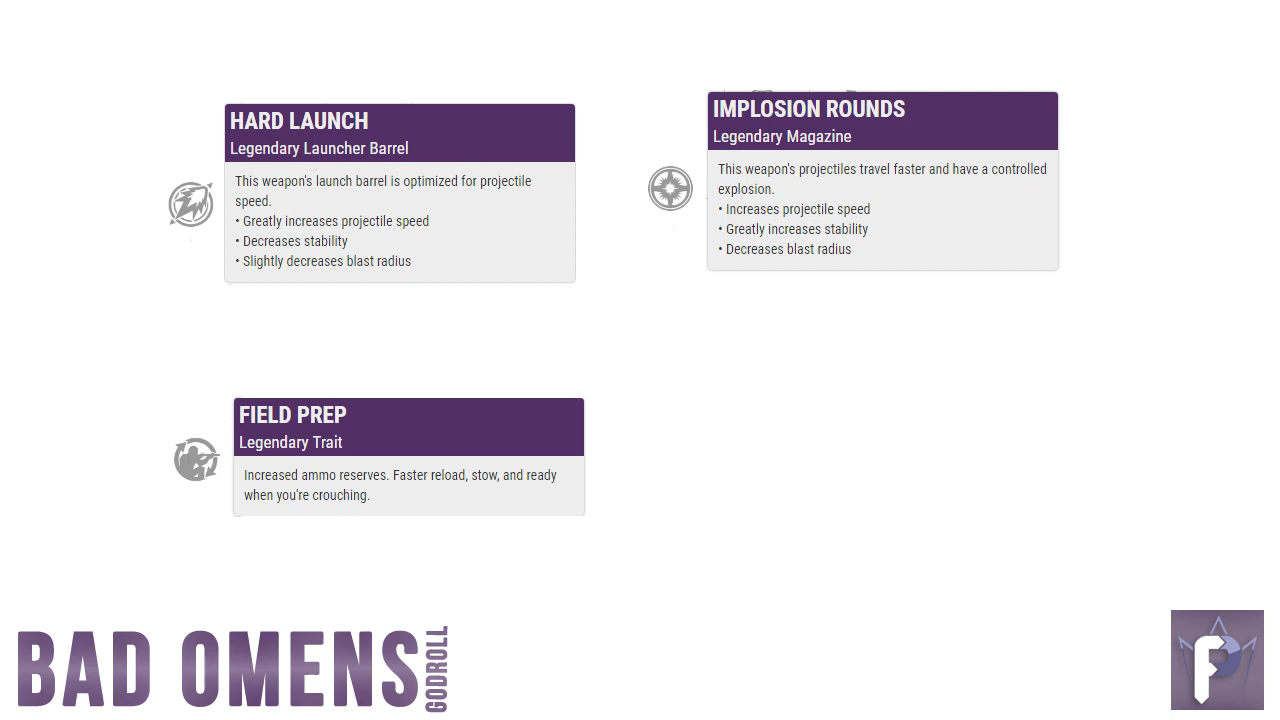 HARD LAUNCH
Legendary Launcher Barrel
This weapon's launch barrel is optimized for projectile
speed.
• Greatly increases projectile speed
• Decreases stability
• Slightly decreases blast radius
IMPLOSION ROUNDS
Legendary Magazine
This weapon's projectiles travel faster and have a controlled
explosion.
• Increases projectile speed
• Greatly increases stability
• Decreases blast radius
FIELD PREP
Legendary Trait
Increased ammo reserves. Faster reload, stow, and ready
when you're crouching.
BAD OMENS
GODROLL